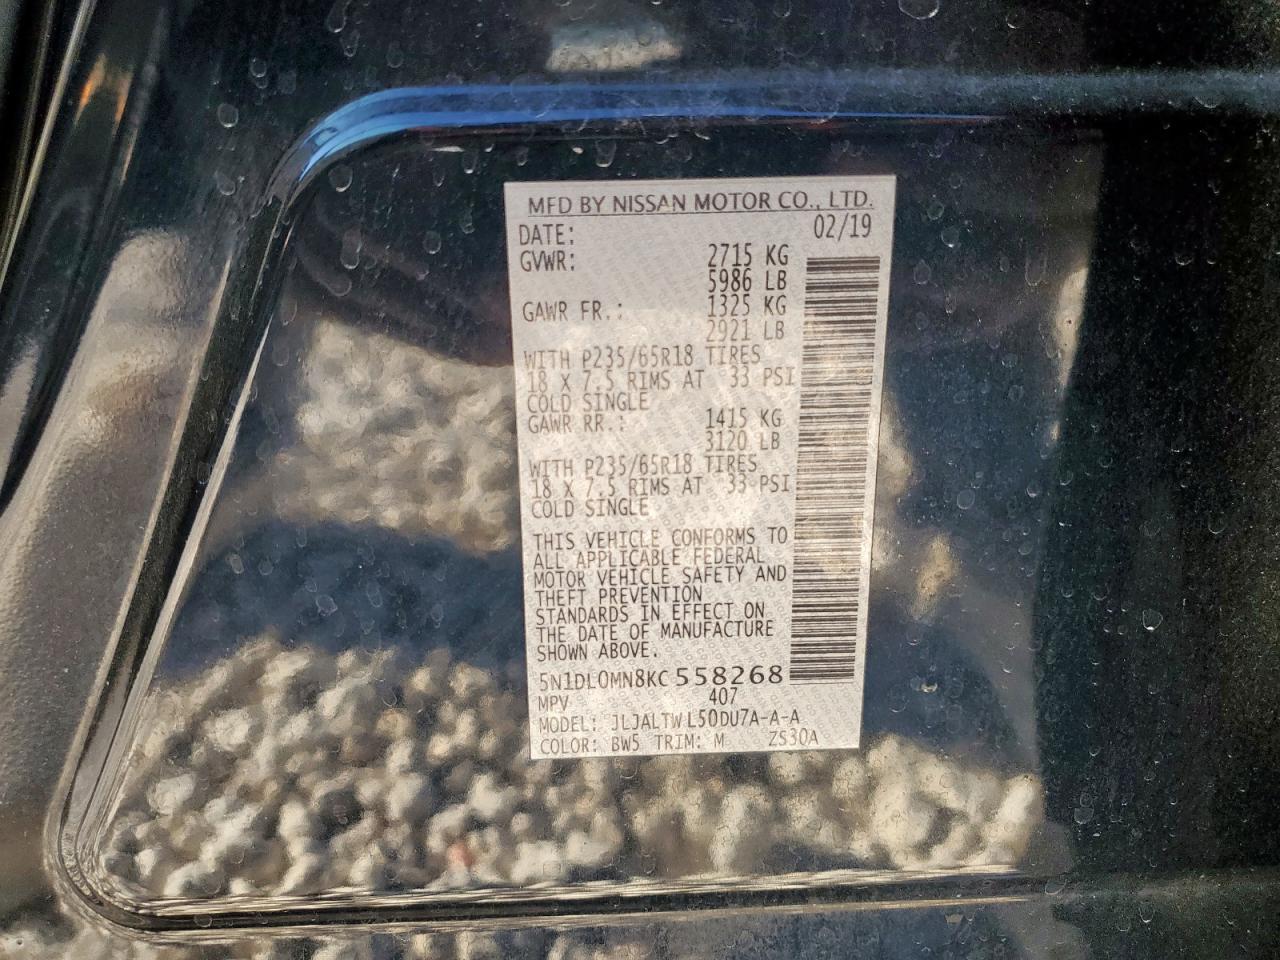 MFD BY NISSAN MOTOR CO., LTD.
DATE: 02/19
GVWR: 2715 KG
5986 LB
GAWR FR.: 1325 KG
2921 LB
WITH P235/65R18 TIRES
18 X 7.5 RIMS AT 33 PSI
COLD SINGLE
GAWR RR.: 1415 KG
3120 LB
WITH P235/65R18 TIRES
18 X 7.5 RIMS AT 33 PSI
COLD SINGLE
THIS VEHICLE CONFORMS TO
ALL APPLICABLE FEDERAL
MOTOR VEHICLE SAFETY AND
THEFT PREVENTION
STANDARDS IN EFFECT ON
THE DATE OF MANUFACTURE
SHOWN ABOVE.
5N1DL0MN8KC558268
MPV 407
MODEL: JLJALTWL50DU7A-A-A
COLOR: BW5 TRIM: M ZS30A